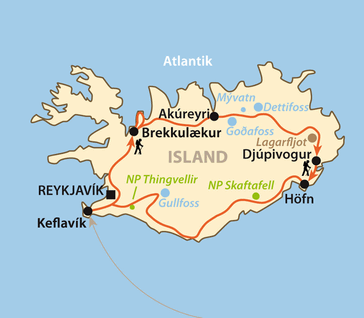 Atlantik
Mývatn
Dettifoss
Akúreyri
Goðafoss
Brekkulækur
Lagarfljot
ISLAND
Djúpivogur
NP Thingvellir
NP Skaftafell
REYKJAVÍK
Gullfoss
Höfn
Keflavík